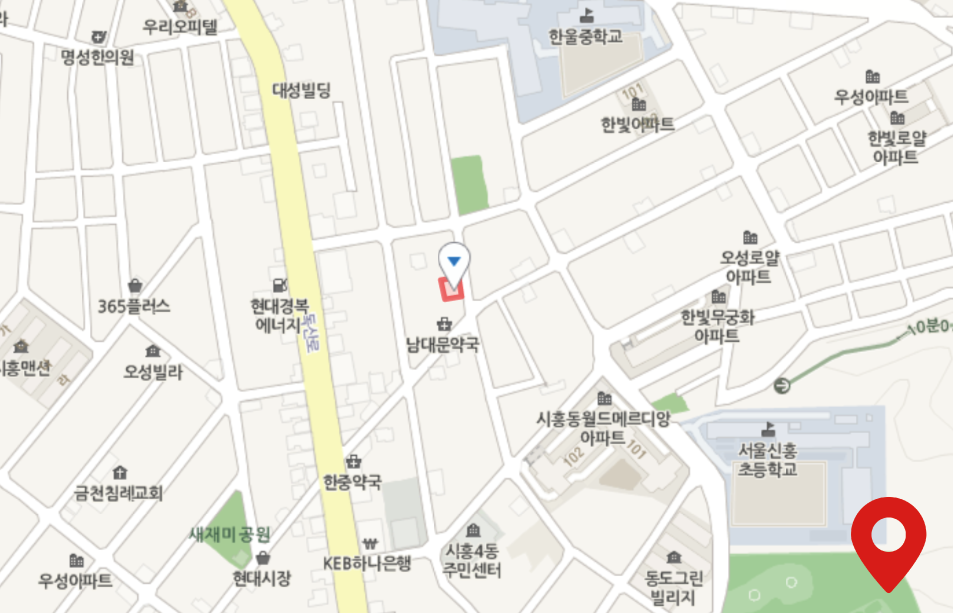 우리오피텔
명성한의원
대성빌딩
한울중학교
101
한빛아파트
우성아파트
한빛로얄
아파트
오성로얄
아파트
365플러스
현대경복
에너지
독산로
한빛무궁화
아파트
남대문약국
시흥맨션
가
라
오성빌라
시흥동월드메르디앙
아파트
102
101
서울신흥
초등학교
금천침례교회
한중약국
새재미공원
현대시장
우성아파트
KEB하나은행
시흥4동
주민센터
동도그린
빌리지